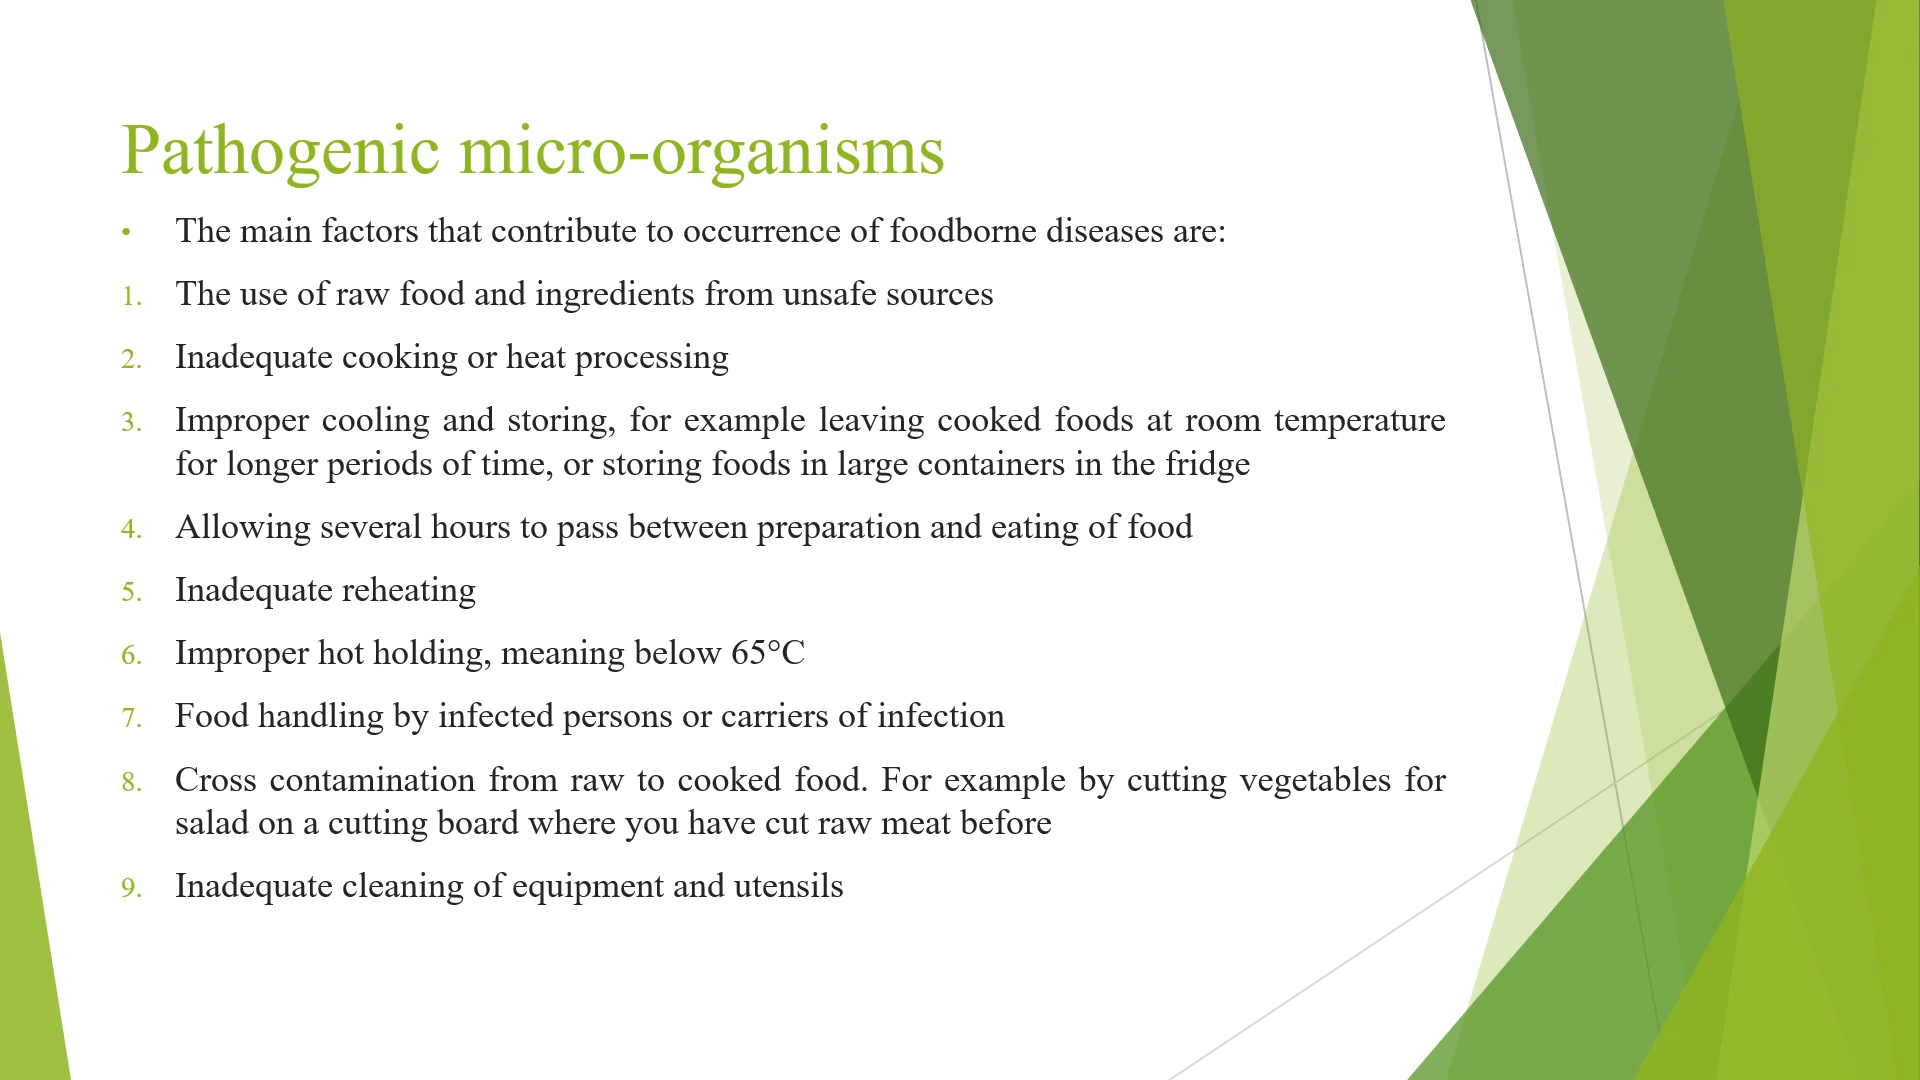 Pathogenic micro-organisms
• The main factors that contribute to occurrence of foodborne diseases are:
1. The use of raw food and ingredients from unsafe sources
2. Inadequate cooking or heat processing
3. Improper cooling and storing, for example leaving cooked foods at room temperature
for longer periods of time, or storing foods in large containers in the fridge
4. Allowing several hours to pass between preparation and eating of food
5. Inadequate reheating
6. Improper hot holding, meaning below 65°C
7. Food handling by infected persons or carriers of infection
8. Cross contamination from raw to cooked food. For example by cutting vegetables for
salad on a cutting board where you have cut raw meat before
9. Inadequate cleaning of equipment and utensils